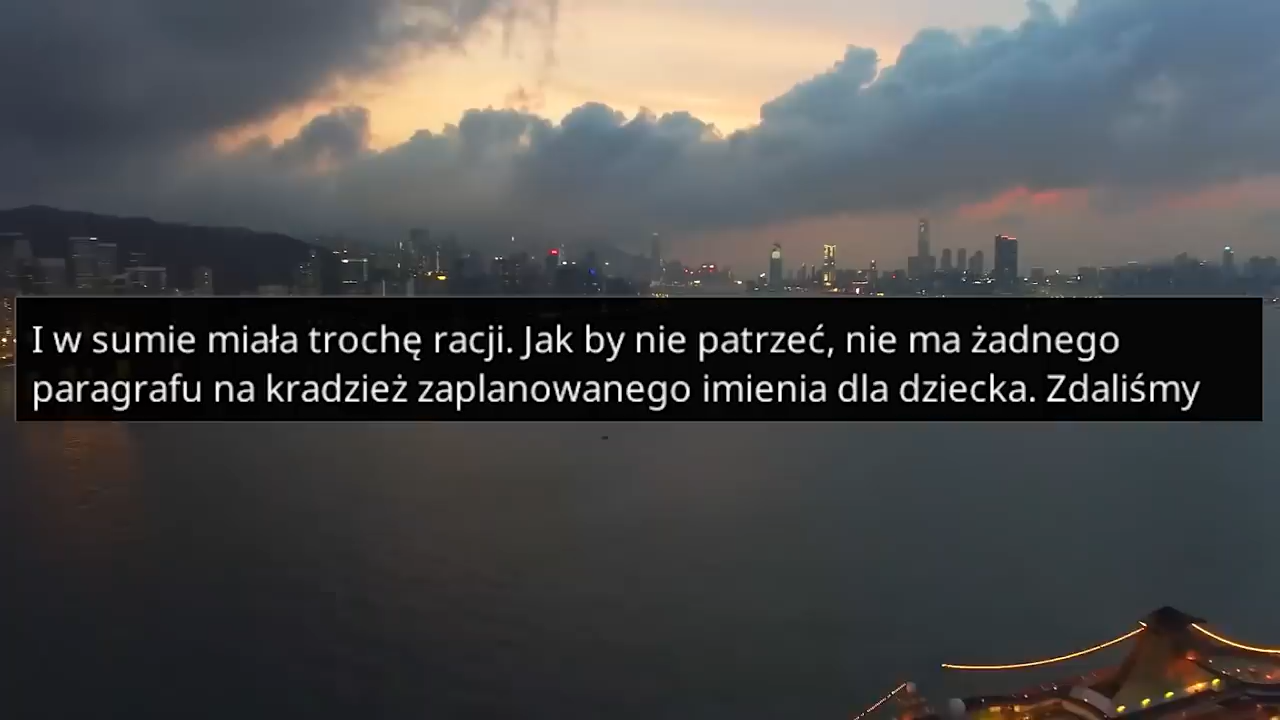 I w sumie miała trochę racji. Jak by nie patrzeć, nie ma żadnego
paragrafu na kradzież zaplanowanego imienia dla dziecka. Zdaliśmy